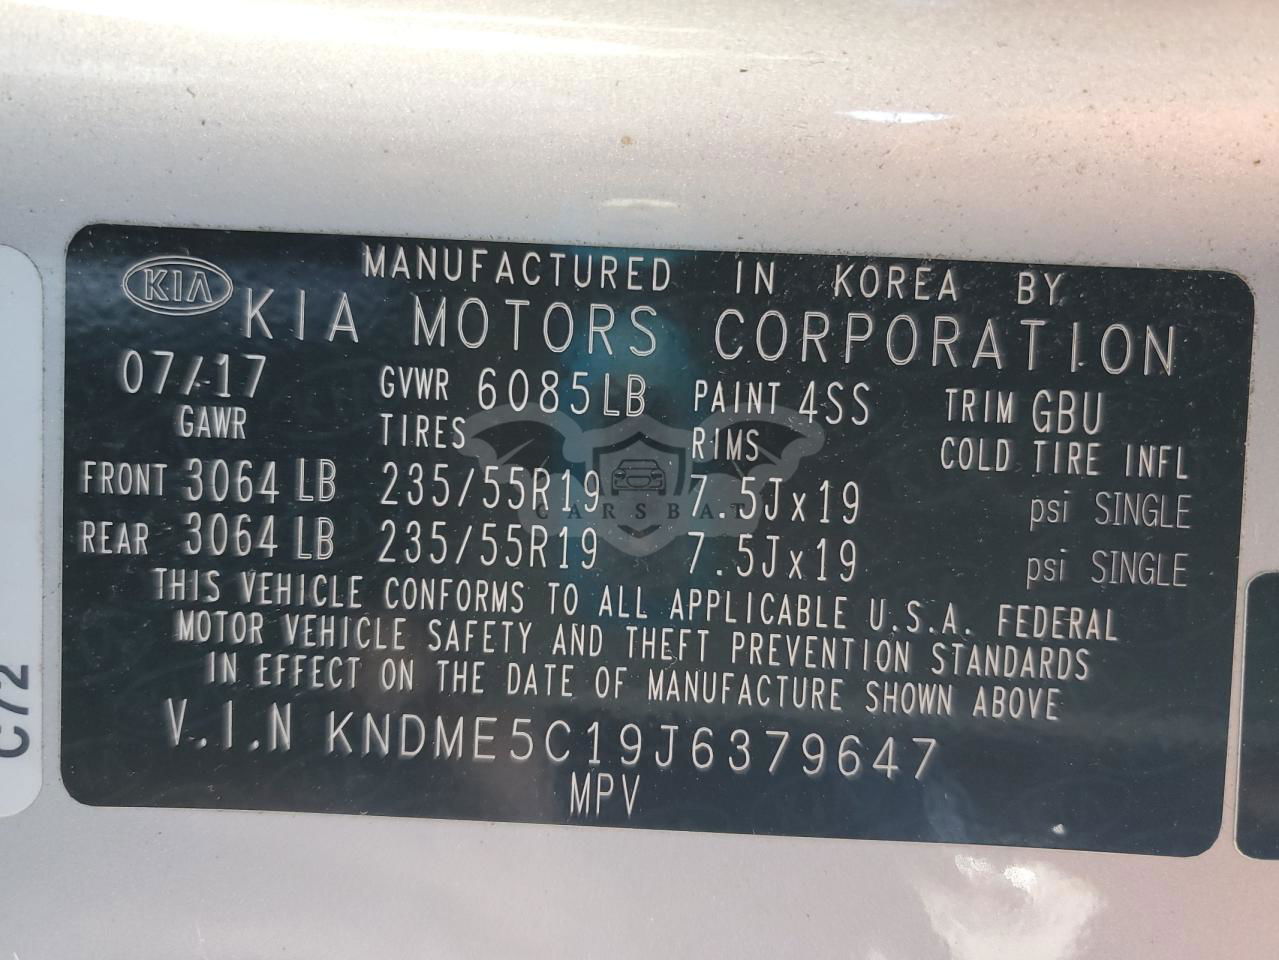 MANUFACTURED IN KOREA BY
KIA
KIA MOTORS CORPORATION
07/17 GVWR 6085LB PAINT 4SS TRIM GBU
GAWR TIRES RIMS COLD TIRE INFL
FRONT 3064 LB 235/55R19 7.5Jx19 psi SINGLE
REAR 3064 LB 235/55R19 7.5Jx19 psi SINGLE
CARSBAT
THIS VEHICLE CONFORMS TO ALL APPLICABLE U.S.A. FEDERAL
MOTOR VEHICLE SAFETY AND THEFT PREVENTION STANDARDS
IN EFFECT ON THE DATE OF MANUFACTURE SHOWN ABOVE
V.I.N KNDME5C19J6379647
MPV
C72